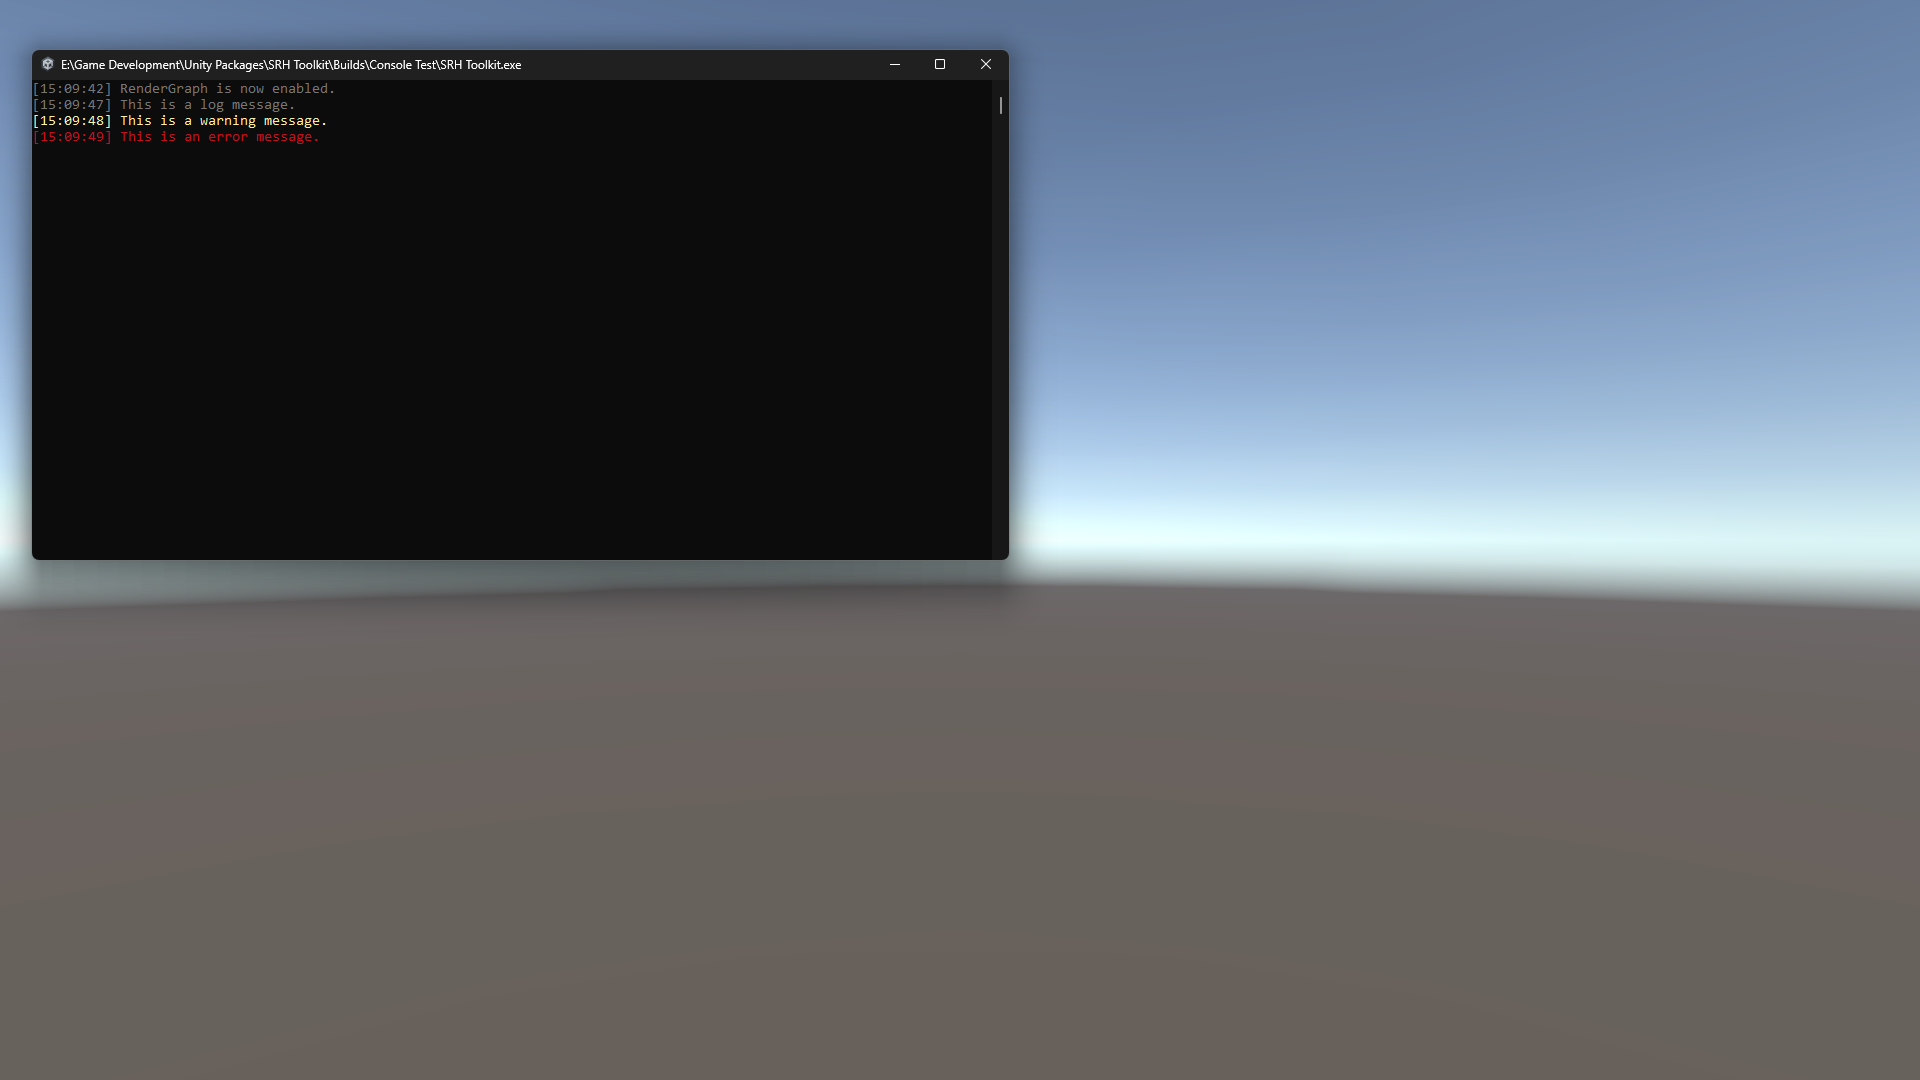 E:\Game Development\Unity Packages\SRH Toolkit\Builds\Console Test\SRH Toolkit.exe
[15:09:42] RenderGraph is now enabled.
[15:09:47] This is a log message.
[15:09:48] This is a warning message.
[15:09:49] This is an error message.